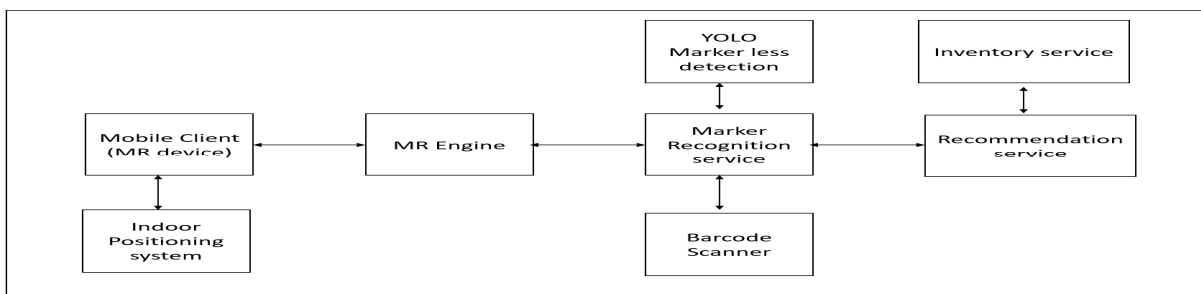 YOLO
Marker less
detection
Inventory service
Mobile Client
(MR device)
MR Engine
Marker
Recognition
service
Recommendation
service
Indoor
Positioning
system
Barcode
Scanner